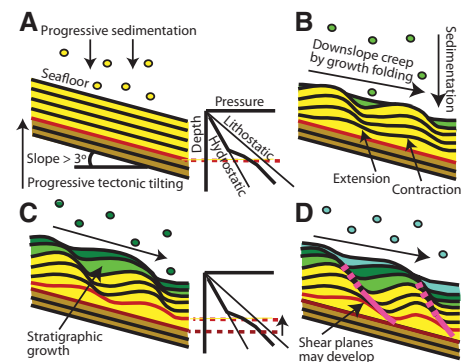 A
Progressive sedimentation
Seafloor
Slope > 3°
Progressive tectonic tilting
Pressure
Depth
Lithostatic
Hydrostatic
B
Downslope creep
by growth folding
Sedimentation
Extension
Contraction
C
Stratigraphic
growth
D
Shear planes
may develop